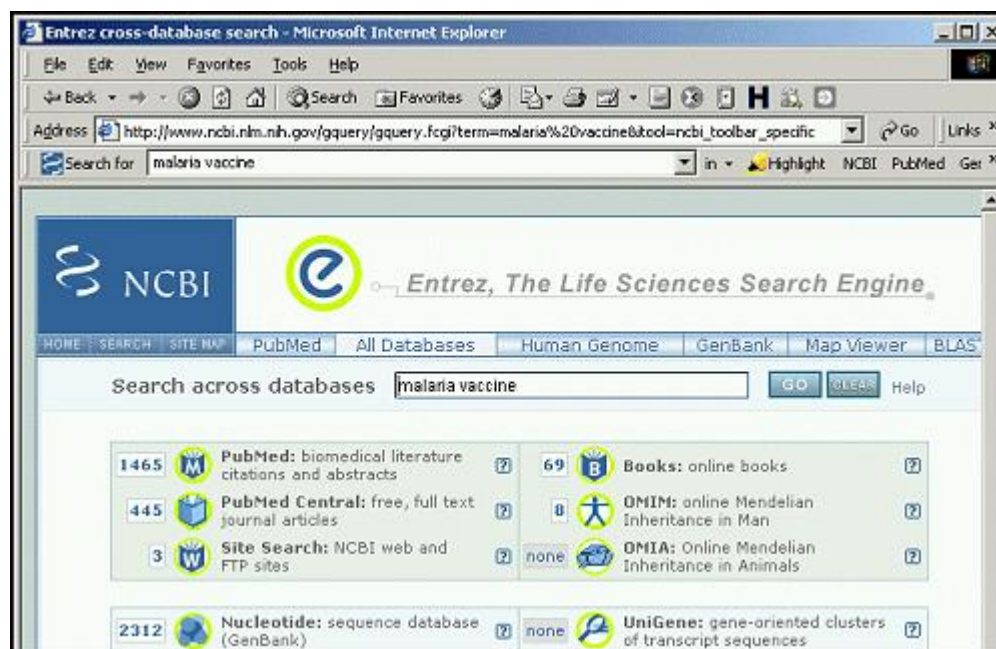 Entrez cross-database search - Microsoft Internet Explorer
File Edit View Favorites Tools Help
Back Search Favorites
Address http://www.ncbi.nlm.nih.gov/gquery/gquery.fcgi?term=malaria%20vaccine&tool=ncbi_toolbar_specific Go Links
Search for malaria vaccine in Highlight NCBI PubMed Ger
NCBI
e
Entrez, The Life Sciences Search Engine
HOME SEARCH SITE MAP PubMed All Databases Human Genome GenBank Map Viewer BLAST
Search across databases malaria vaccine GO CLEAR Help
1465 PubMed: biomedical literature
citations and abstracts
69 Books: online books
445 PubMed Central: free, full text
journal articles
8 OMIM: online Mendelian
Inheritance in Man
3 Site Search: NCBI web and
FTP sites
none OMIA: Online Mendelian
Inheritance in Animals
2312 Nucleotide: sequence database
(GenBank)
none UniGene: gene-oriented clusters
of transcript sequences